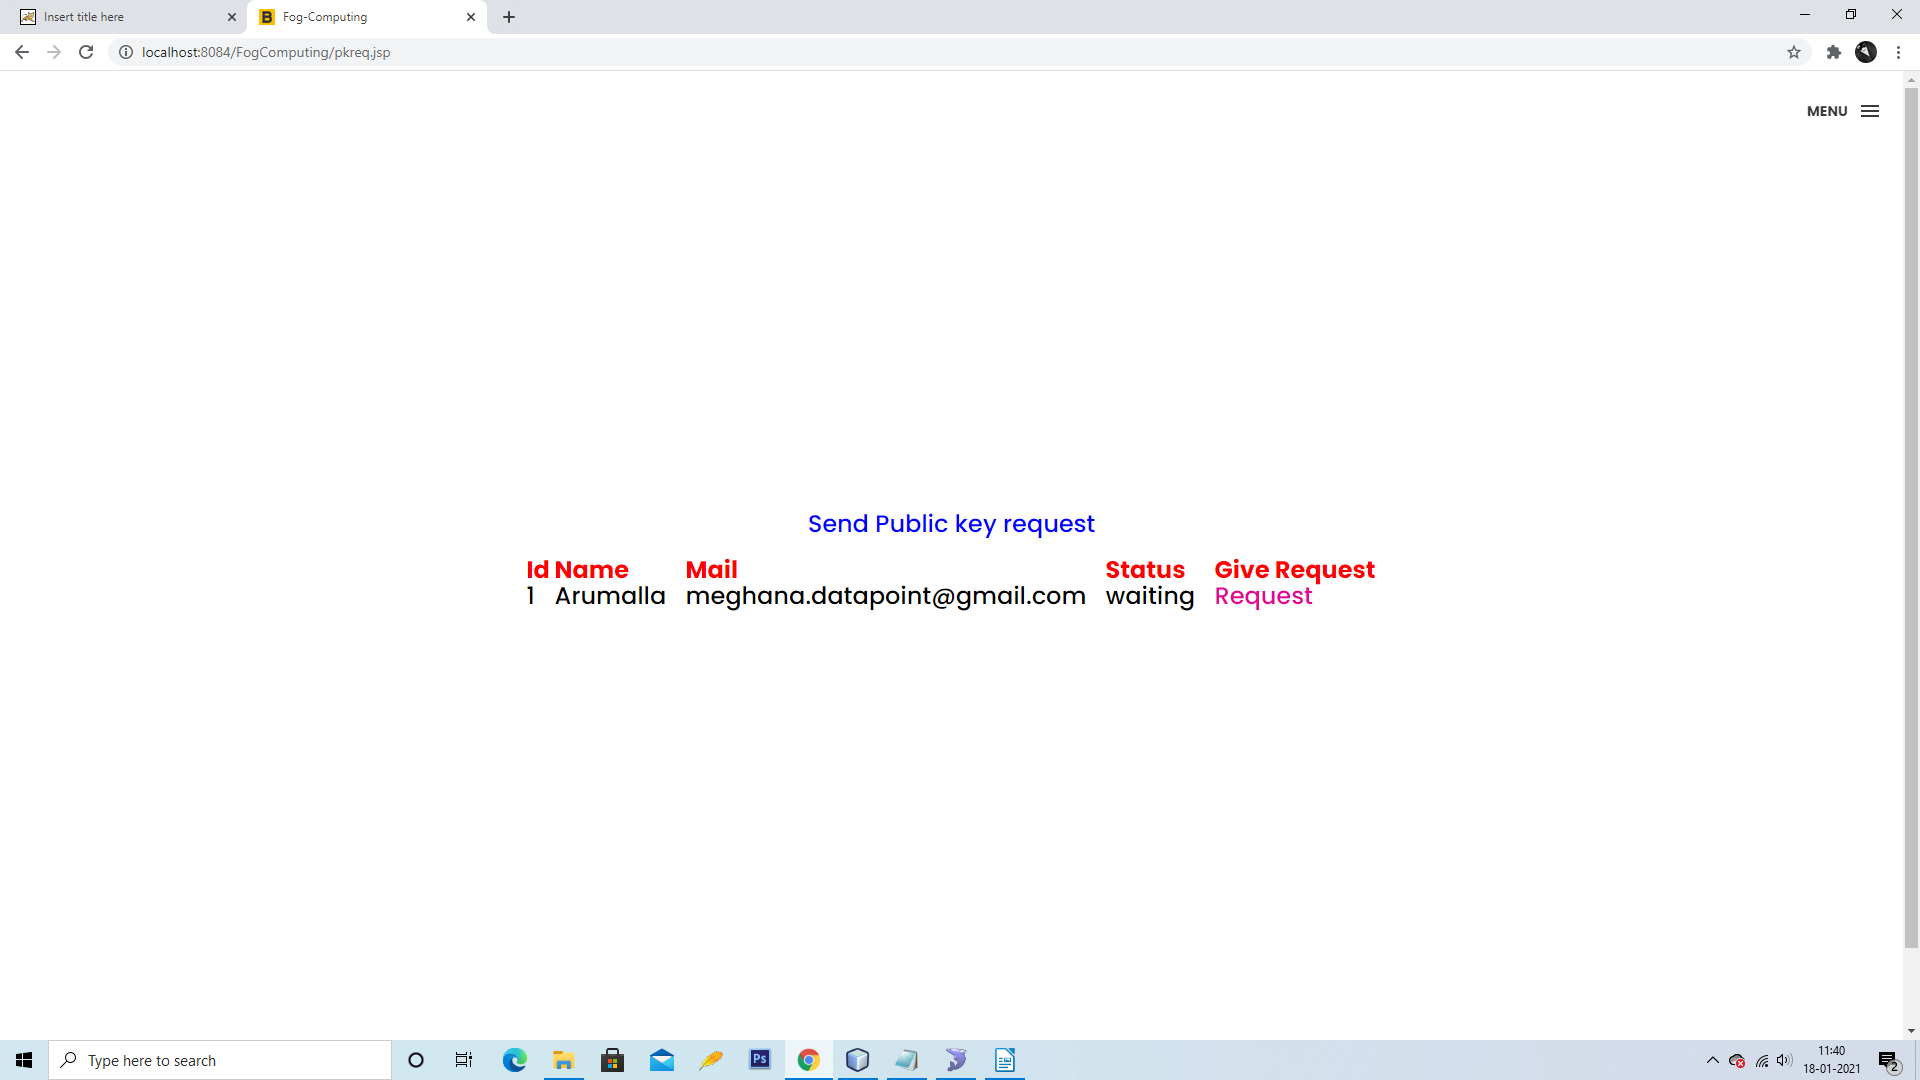 Insert title here
Fog-Computing
localhost:8084/FogComputing/pkreq.jsp
MENU
Send Public key request
Id Name Mail Status Give Request
1 Arumalla meghana.datapoint@gmail.com waiting Request
Type here to search
Ps
11:40
18-01-2021
2